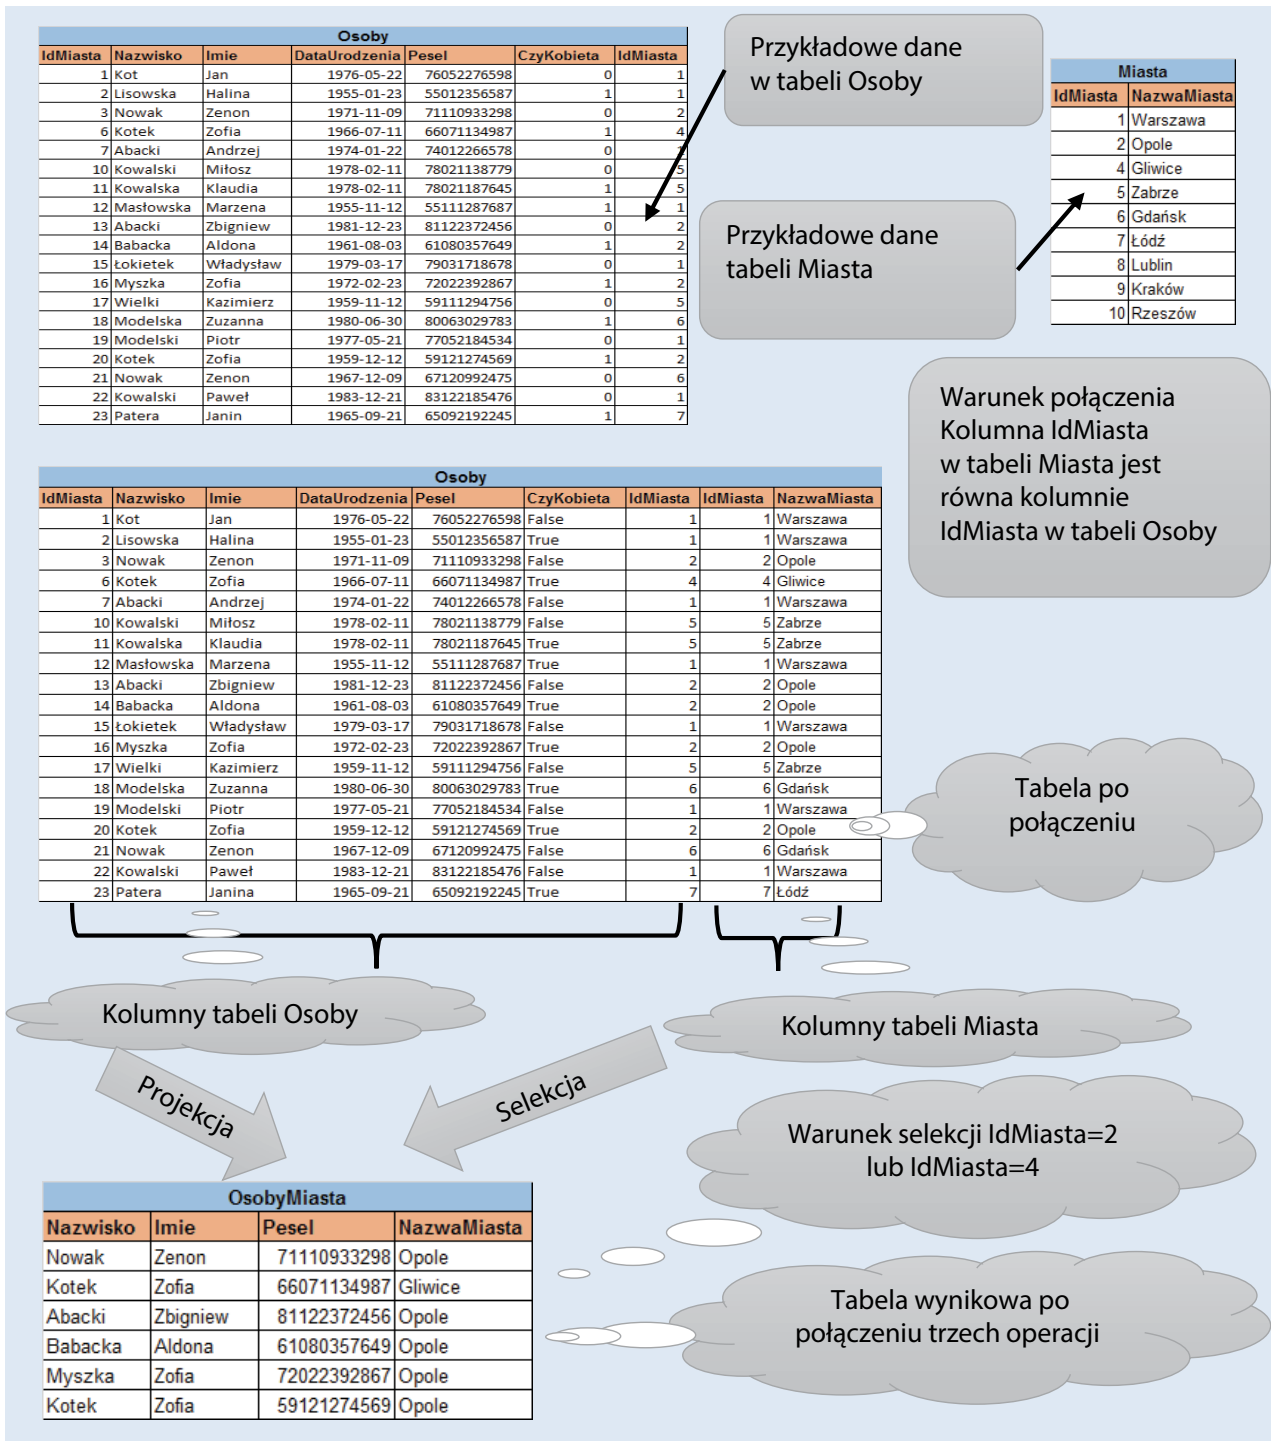 Osoby
IdMiasta Nazwisko Imie DataUrodzenia Pesel CzyKobieta IdMiasta
1 Kot Jan 1976-05-22 76052276598 0 1
2 Lisowska Halina 1955-01-23 55012356587 1 1
3 Nowak Zenon 1971-11-09 71110933298 0 2
6 Kotek Zofia 1966-07-11 66071134987 1 4
7 Abacki Andrzej 1974-01-22 74012266578 0 1
10 Kowalski Miłosz 1978-02-11 78021138779 0 5
11 Kowalska Klaudia 1978-02-11 78021187645 1 5
12 Masłowska Marzena 1955-11-12 55111287687 1 1
13 Abacki Zbigniew 1981-12-23 81122372456 0 2
14 Babacka Aldona 1961-08-03 61080357649 1 2
15 Łokietek Władysław 1979-03-17 79031718678 0 1
16 Myszka Zofia 1972-02-23 72022392867 1 2
17 Wielki Kazimierz 1959-11-12 59111294756 0 5
18 Modelska Zuzanna 1980-06-30 80063029783 1 6
19 Modelski Piotr 1977-05-21 77052184534 0 1
20 Kotek Zofia 1959-12-12 59121274569 1 2
21 Nowak Zenon 1967-12-09 67120992475 0 6
22 Kowalski Paweł 1983-12-21 83122185476 0 1
23 Patera Janin 1965-09-21 65092192245 1 7
Przykładowe dane
w tabeli Osoby
Miasta
IdMiasta NazwaMiasta
1 Warszawa
2 Opole
4 Gliwice
5 Zabrze
6 Gdańsk
7 Łódź
8 Lublin
9 Kraków
10 Rzeszów
Przykładowe dane
tabeli Miasta
Warunek połączenia
Kolumna IdMiasta
w tabeli Miasta jest
równa kolumnie
IdMiasta w tabeli Osoby
Osoby
IdMiasta Nazwisko Imie DataUrodzenia Pesel CzyKobieta IdMiasta IdMiasta NazwaMiasta
1 Kot Jan 1976-05-22 76052276598 False 1 1 Warszawa
2 Lisowska Halina 1955-01-23 55012356587 True 1 1 Warszawa
3 Nowak Zenon 1971-11-09 71110933298 False 2 2 Opole
6 Kotek Zofia 1966-07-11 66071134987 True 4 4 Gliwice
7 Abacki Andrzej 1974-01-22 74012266578 False 1 1 Warszawa
10 Kowalski Miłosz 1978-02-11 78021138779 False 5 5 Zabrze
11 Kowalska Klaudia 1978-02-11 78021187645 True 5 5 Zabrze
12 Masłowska Marzena 1955-11-12 55111287687 True 1 1 Warszawa
13 Abacki Zbigniew 1981-12-23 81122372456 False 2 2 Opole
14 Babacka Aldona 1961-08-03 61080357649 True 2 2 Opole
15 Łokietek Władysław 1979-03-17 79031718678 False 1 1 Warszawa
16 Myszka Zofia 1972-02-23 72022392867 True 2 2 Opole
17 Wielki Kazimierz 1959-11-12 59111294756 False 5 5 Zabrze
18 Modelska Zuzanna 1980-06-30 80063029783 True 6 6 Gdańsk
19 Modelski Piotr 1977-05-21 77052184534 False 1 1 Warszawa
20 Kotek Zofia 1959-12-12 59121274569 True 2 2 Opole
21 Nowak Zenon 1967-12-09 67120992475 False 6 6 Gdańsk
22 Kowalski Paweł 1983-12-21 83122185476 False 1 1 Warszawa
23 Patera Janina 1965-09-21 65092192245 True 7 7 Łódź
Tabela po
połączeniu
Kolumny tabeli Osoby
Kolumny tabeli Miasta
Projekcja
Selekcja
Warunek selekcji IdMiasta=2
lub IdMiasta=4
OsobyMiasta
Nazwisko Imie Pesel NazwaMiasta
Nowak Zenon 71110933298 Opole
Kotek Zofia 66071134987 Gliwice
Abacki Zbigniew 81122372456 Opole
Babacka Aldona 61080357649 Opole
Myszka Zofia 72022392867 Opole
Kotek Zofia 59121274569 Opole
Tabela wynikowa po
połączeniu trzech operacji